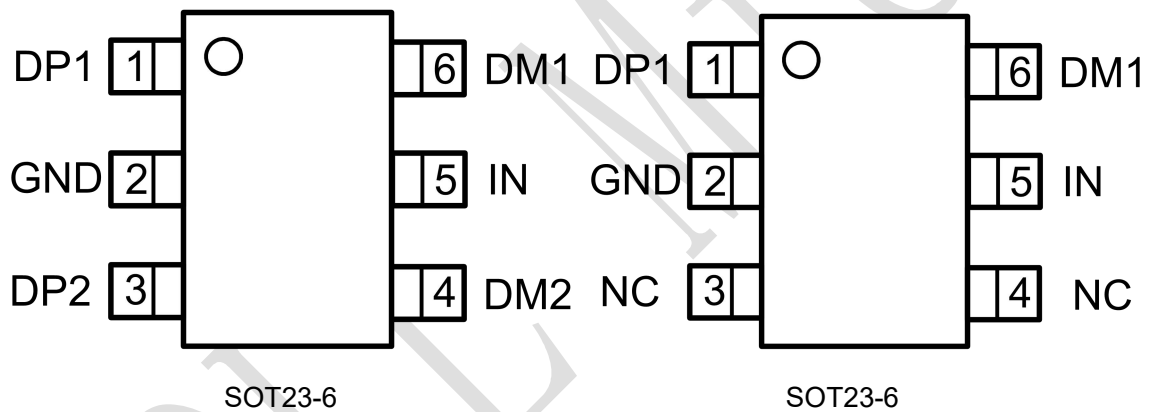 DP1 1 6 DM1 DP1 1 6 DM1
GND 2 5 IN GND 2 5 IN
DP2 3 4 DM2 NC 3 4 NC
SOT23-6 SOT23-6